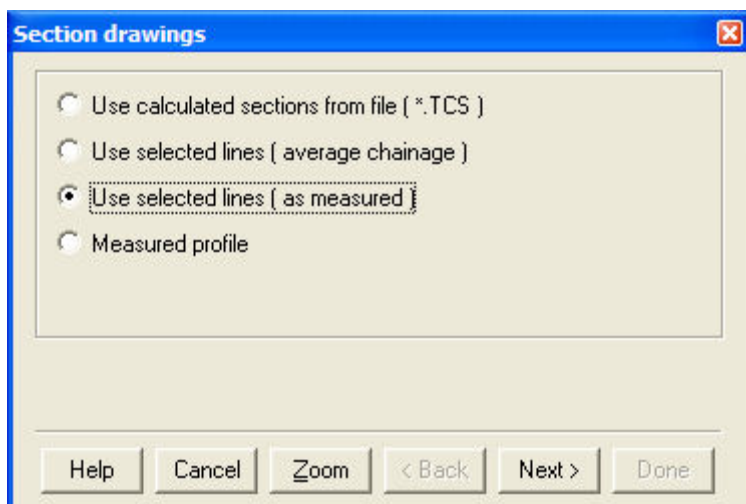 Section drawings
Use calculated sections from file ( *.TCS )
Use selected lines ( average chainage )
Use selected lines ( as measured )
Measured profile
Help Cancel Zoom < Back Next > Done